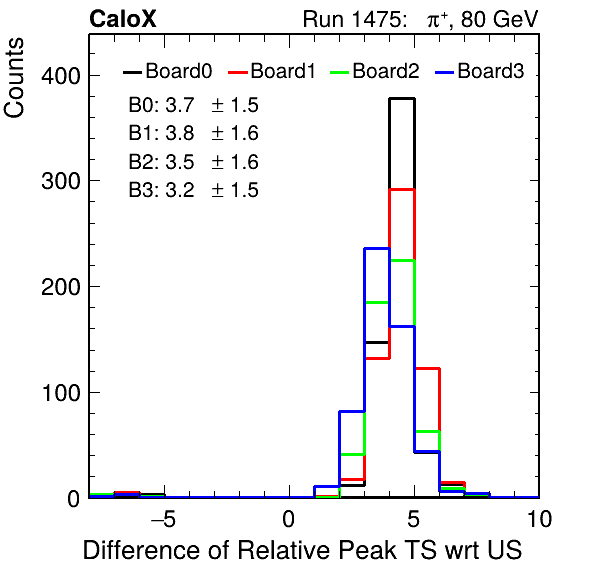 CaloX Run 1475: π⁺, 80 GeV
Counts
400
300
200
100
0
Board0 Board1 Board2 Board3
B0: 3.7 ± 1.5
B1: 3.8 ± 1.6
B2: 3.5 ± 1.6
B3: 3.2 ± 1.5
−5 0 5 10
Difference of Relative Peak TS wrt US